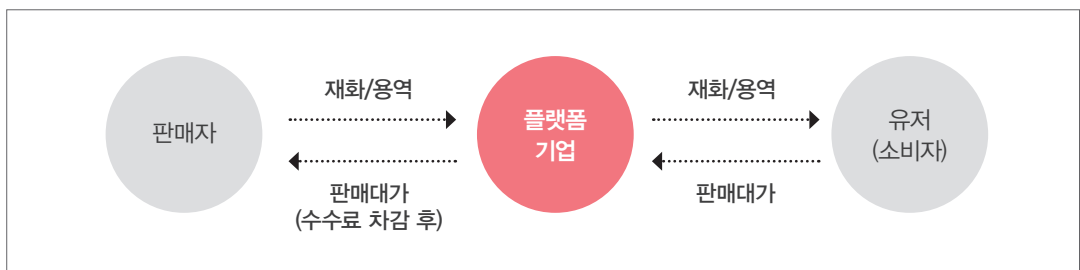 판매자
재화/용역
판매대가
(수수료 차감 후)
플랫폼
기업
재화/용역
판매대가
유저
(소비자)